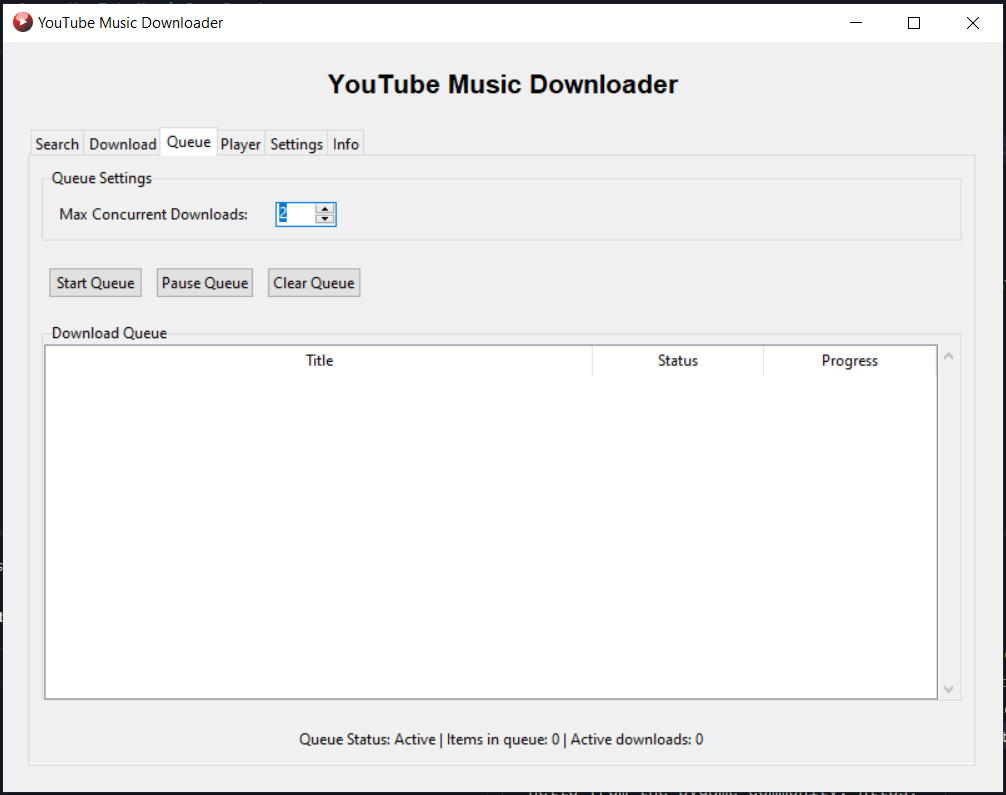 YouTube Music Downloader
YouTube Music Downloader
Search Download Queue Player Settings Info
Queue Settings
Max Concurrent Downloads: 2
Start Queue Pause Queue Clear Queue
Download Queue
Title Status Progress
Queue Status: Active | Items in queue: 0 | Active downloads: 0